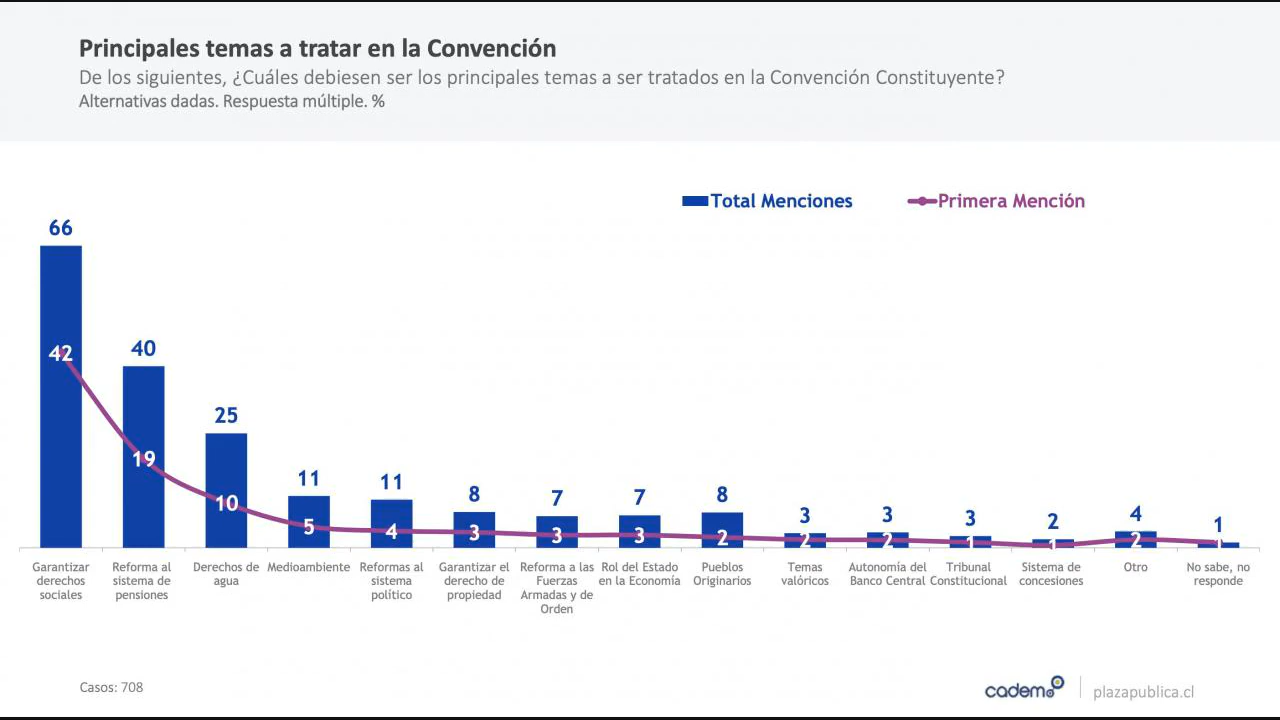 Principales temas a tratar en la Convención
De los siguientes, ¿Cuáles debiesen ser los principales temas a ser tratados en la Convención Constituyente?
Alternativas dadas. Respuesta múltiple. %
Total Menciones
Primera Mención
66
40
25
11
11
8
7
7
8
3
3
3
2
4
1
42
19
10
5
4
3
3
3
2
2
2
1
1
2
1
Garantizar
derechos
sociales
Reforma al
sistema de
pensiones
Derechos de
agua
Medioambiente
Reformas al
sistema
político
Garantizar el
derecho de
propiedad
Reforma a las
Fuerzas
Armadas y de
Orden
Rol del Estado
en la Economía
Pueblos
Originarios
Temas
valóricos
Autonomía del
Banco Central
Tribunal
Constitucional
Sistema de
concesiones
Otro
No sabe, no
responde
Casos: 708
cadem
plazapublica.cl